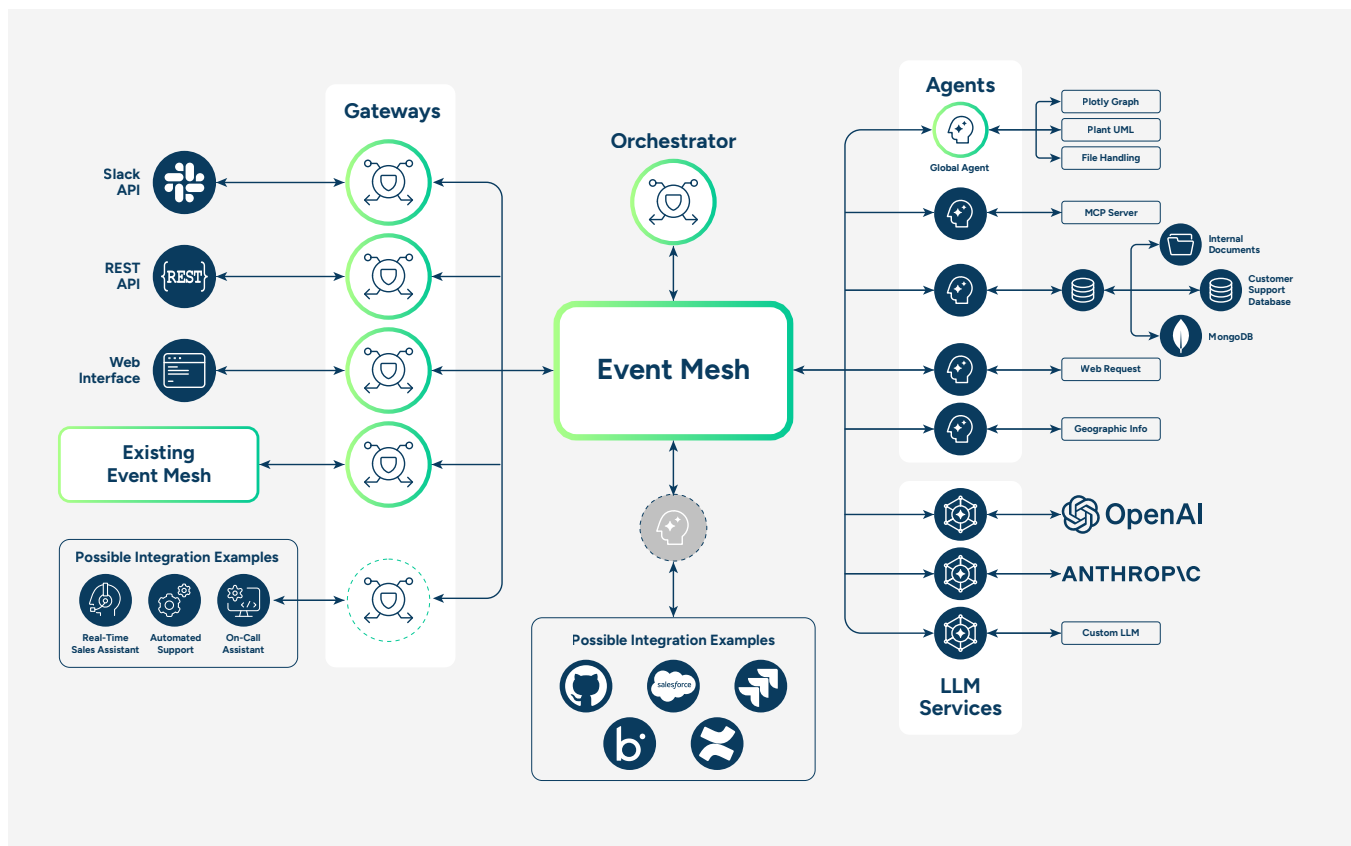 Gateways
Slack
API
{REST}
REST
API
Web
Interface
Existing
Event Mesh
Possible Integration Examples
Real-Time
Sales Assistant
Automated
Support
On-Call
Assistant
Orchestrator
Event Mesh
Possible Integration Examples
salesforce
b
Agents
Global Agent
Plotly Graph
Plant UML
File Handling
MCP Server
Internal
Documents
Customer
Support
Database
MongoDB
Web Request
Geographic Info
OpenAI
ANTHROP\C
Custom LLM
LLM
Services